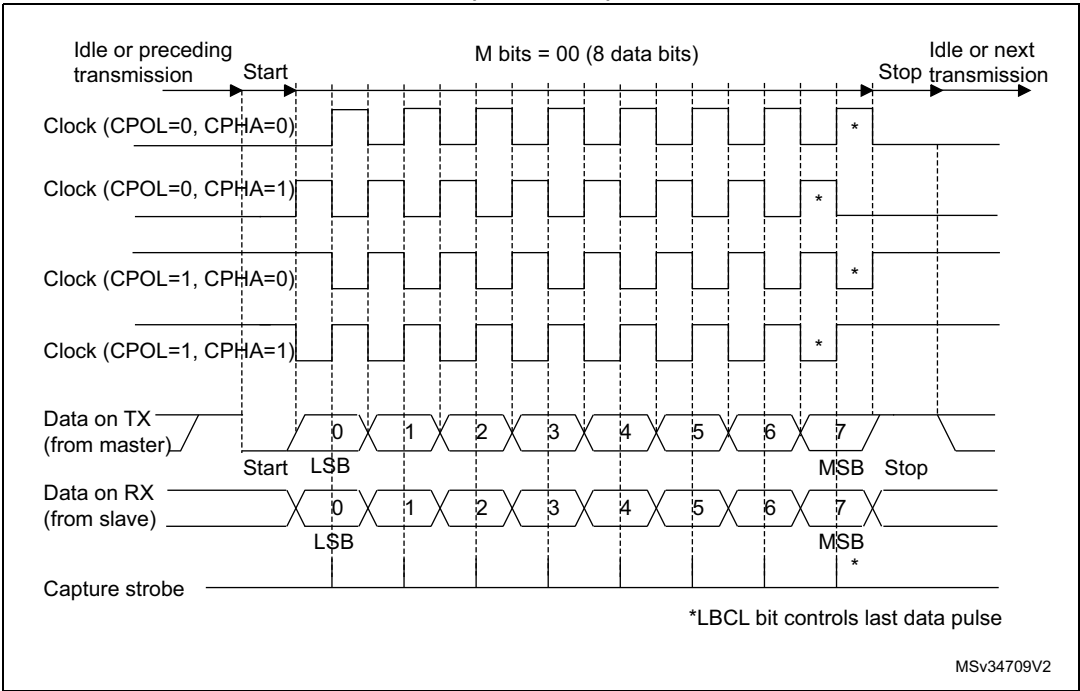 Idle or preceding
transmission
Start
M bits = 00 (8 data bits)
Stop
Idle or next
transmission
Clock (CPOL=0, CPHA=0)
*
Clock (CPOL=0, CPHA=1)
*
Clock (CPOL=1, CPHA=0)
*
Clock (CPOL=1, CPHA=1)
*
Data on TX
(from master)
0 1 2 3 4 5 6 7
Start LSB MSB Stop
Data on RX
(from slave)
0 1 2 3 4 5 6 7
LSB MSB
*
Capture strobe
*LBCL bit controls last data pulse
MSv34709V2